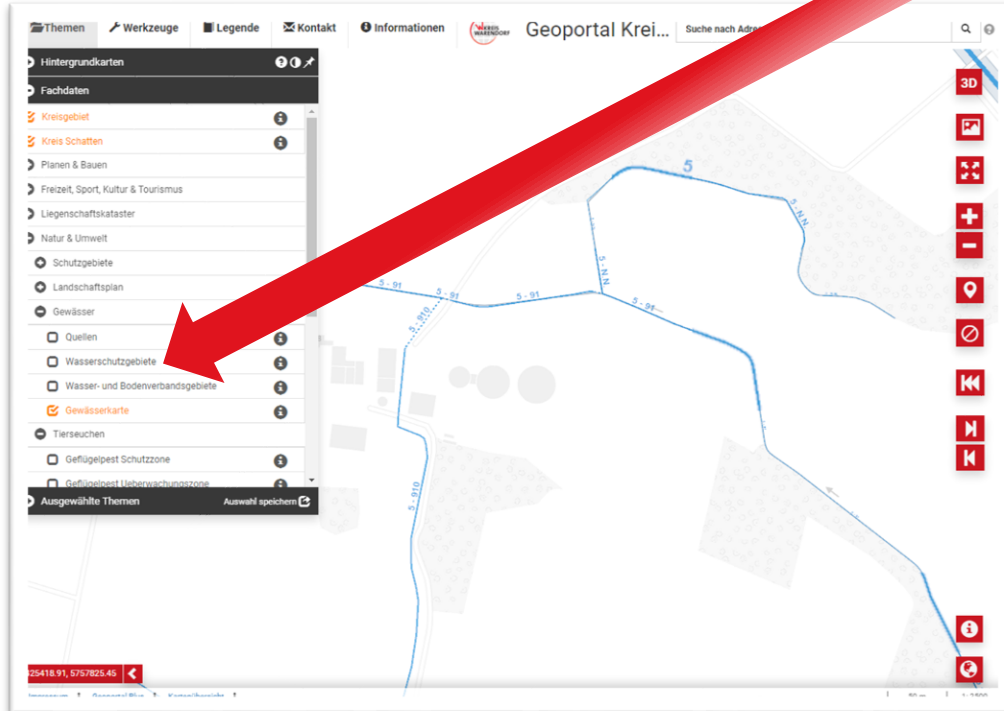 Themen Werkzeuge Legende Kontakt Informationen KREIS WARENDORF Geoportal Krei... Suche nach
Hintergrundkarten
Fachdaten
Kreisgebiet
Kreis Schatten
Planen & Bauen
Freizeit, Sport, Kultur & Tourismus
Liegenschaftskataster
Natur & Umwelt
Schutzgebiete
Landschaftsplan
Gewässer
Quellen
Wasserschutzgebiete
Wasser- und Bodenverbandsgebiete
Gewässerkarte
Tierseuchen
Geflügelpest Schutzzone
Geflügelpest Ueberwachungszone
Ausgewählte Themen Auswahl speichern
3D
5
5 - N N
5 - N N
5 - 91
5 - 91
5 - 91
5 - 91
5 - 910
5 - 910
25418.91, 5757825.45